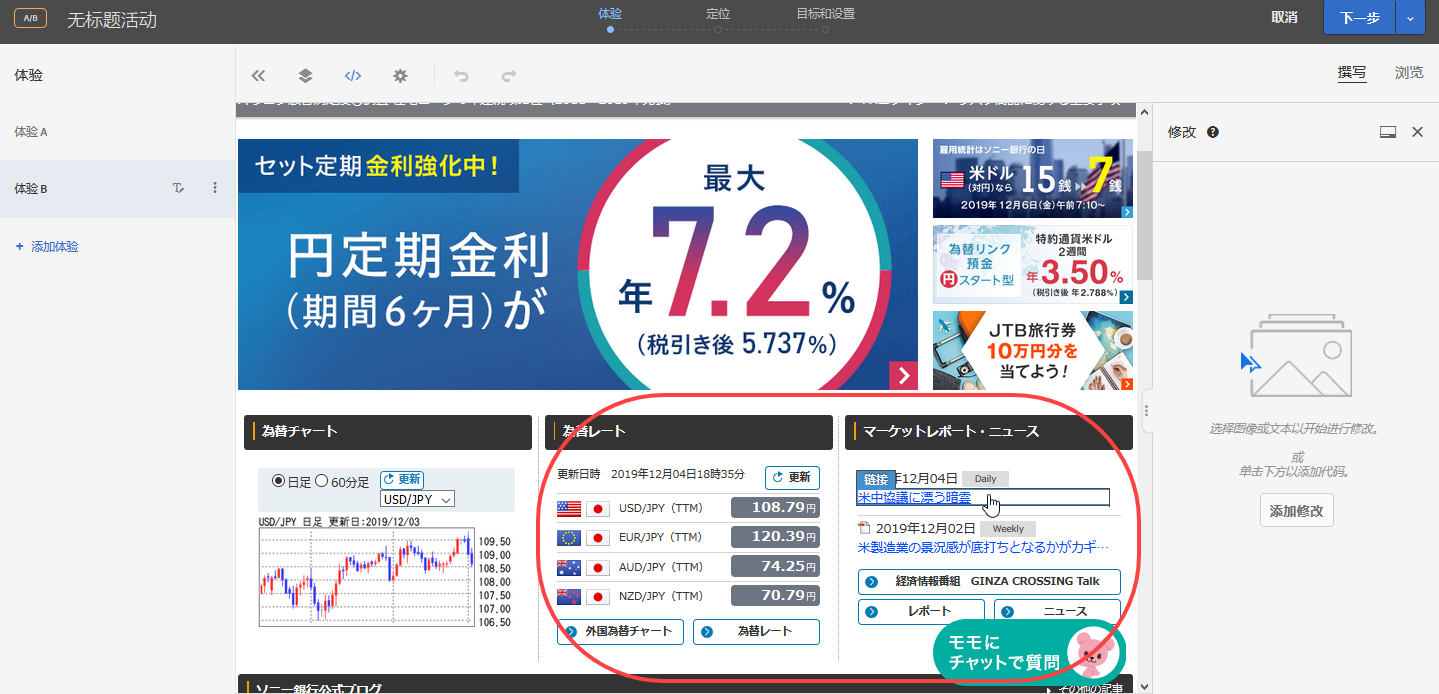 A/B
无标题活动
体验
定位
目标和设置
取消
下一步
体验
撰写
浏览
体验 A
体验 B
+ 添加体验
修改
セット定期 金利強化中!
円定期金利
(期間6ヶ月)が
最大
年7.2%
(税引き後 5.737%)
雇用統計はソニー銀行の日
米ドル
(対円)なら
15銭
7銭
2019年12月6日(金)午前7:10~
為替リンク
預金
円スタート型
特約通貨米ドル
2週間
年3.50%
(税引き後 年2.788%)
JTB旅行券
10万円分を
当てよう!
為替チャート
為替レート
マーケットレポート・ニュース
日足
60分足
更新
USD/JPY
USD/JPY 日足 更新日:2019/12/03
109.50
109.00
108.50
108.00
107.50
107.00
106.50
更新日時 2019年12月04日18時35分
更新
USD/JPY (TTM) 108.79円
EUR/JPY (TTM) 120.39円
AUD/JPY (TTM) 74.25円
NZD/JPY (TTM) 70.79円
外国為替チャート
為替レート
链接
年12月04日 Daily
米中協議に漂う暗雲
2019年12月02日 Weekly
米製造業の景況感が底打ちとなるかがカギ…
経済情報番組 GINZA CROSSING Talk
レポート
ニュース
モモに
チャットで質問
ソニー銀行公式ブログ
その他の記事
选择图像或文本以开始进行修改。
或
单击下方以添加代码。
添加修改